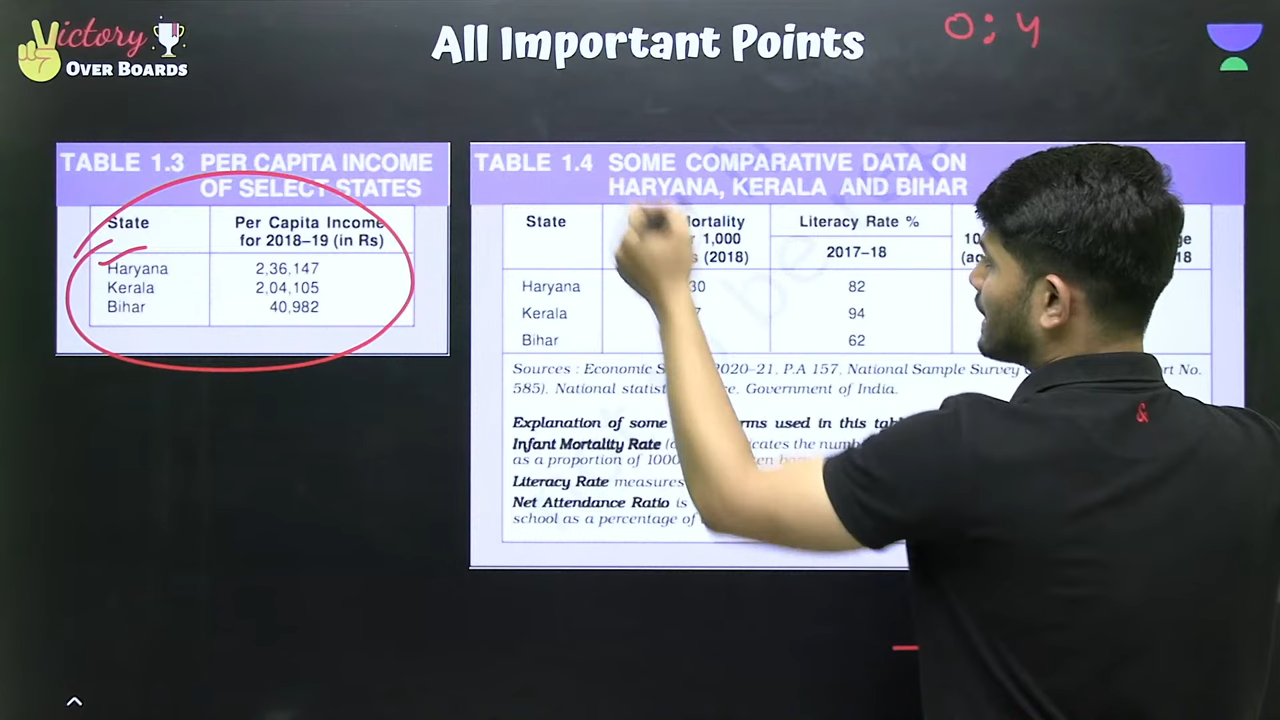 Victory
OVER BOARDS
All Important Points
0 : 4
TABLE 1.3 PER CAPITA INCOME
OF SELECT STATES
State Per Capita Income
for 2018–19 (in Rs)
Haryana 2,36,147
Kerala 2,04,105
Bihar 40,982
TABLE 1.4 SOME COMPARATIVE DATA ON
HARYANA, KERALA AND BIHAR
State Mortality Literacy Rate %
1,000
(2018) 2017–18
Haryana 30 82
Kerala 94
Bihar 62
Sources : Economic 2020–21, P.A 157, National Sample Survey No.
585), National Government of India.
Explanation of some used in this
Infant Mortality Rate the
as a proportion of 1000
Literacy Rate measures
Net Attendance Ratio is
school as a percentage of
&